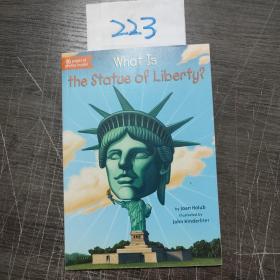 223
What Is
the Statue of Liberty?
by Joan Holub
illustrated by
John Hinderliter